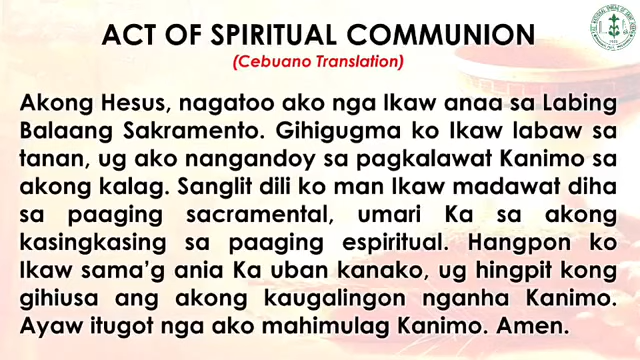 ACT OF SPIRITUAL COMMUNION
(Cebuano Translation)
Akong Hesus, nagatoo ako nga Ikaw anaa sa Labing
Balaang Sakramento. Gihigugma ko Ikaw labaw sa
tanan, ug ako nangandoy sa pagkalawat Kanimo sa
akong kalag. Sanglit dili ko man Ikaw madawat diha
sa paaging sacramental, umari Ka sa akong
kasingkasing sa paaging espiritual. Hangpon ko
Ikaw sama’g ania Ka uban kanako, ug hingpit kong
gihiusa ang akong kaugalingon nganha Kanimo.
Ayaw itugot nga ako mahimulag Kanimo. Amen.